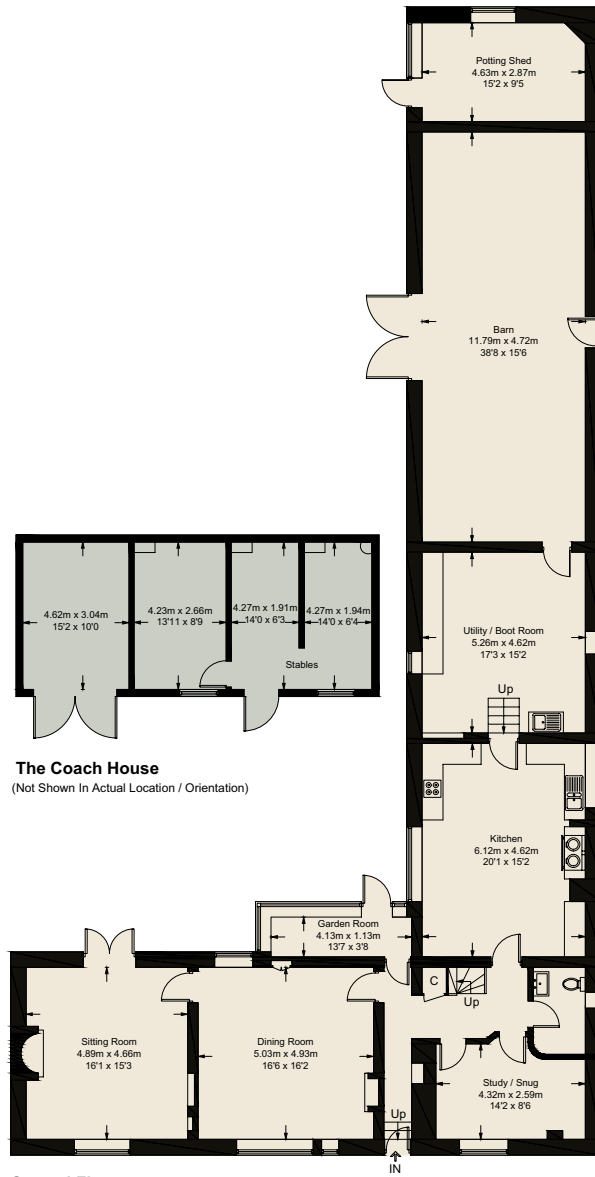 Potting Shed
4.63m x 2.87m
15'2 x 9'5
Barn
11.79m x 4.72m
38'8 x 15'6
4.62m x 3.04m
15'2 x 10'0
4.23m x 2.66m
13'11 x 8'9
4.27m x 1.91m
14'0 x 6'3
4.27m x 1.94m
14'0 x 6'4
Stables
Utility / Boot Room
5.26m x 4.62m
17'3 x 15'2
Up
The Coach House
(Not Shown In Actual Location / Orientation)
Kitchen
6.12m x 4.62m
20'1 x 15'2
Garden Room
4.13m x 1.13m
13'7 x 3'8
C
Up
Sitting Room
4.89m x 4.66m
16'1 x 15'3
Dining Room
5.03m x 4.93m
16'6 x 16'2
Study / Snug
4.32m x 2.59m
14'2 x 8'6
Up
IN